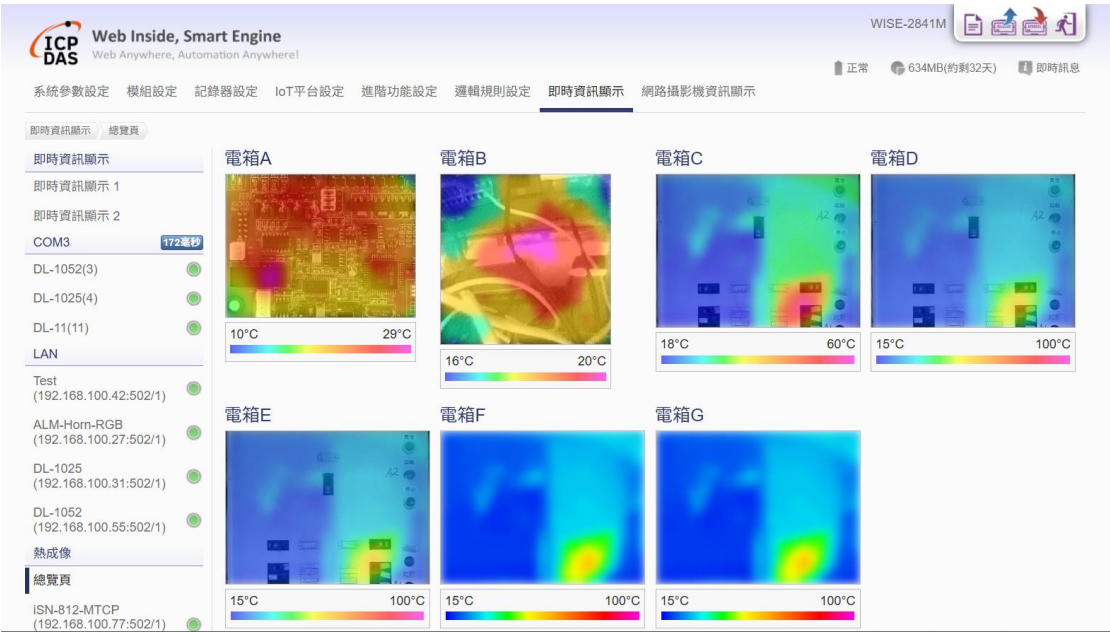 ICP
DAS
Web Inside, Smart Engine
Web Anywhere, Automation Anywhere!
WISE-2841M
正常
634MB(約剩32天)
即時訊息
系統參數設定
模組設定
記錄器設定
IoT平台設定
進階功能設定
邏輯規則設定
即時資訊顯示
網路攝影機資訊顯示
即時資訊顯示
總覽頁
即時資訊顯示
即時資訊顯示 1
即時資訊顯示 2
COM3
172毫秒
DL-1052(3)
DL-1025(4)
DL-11(11)
LAN
Test
(192.168.100.42:502/1)
ALM-Horn-RGB
(192.168.100.27:502/1)
DL-1025
(192.168.100.31:502/1)
DL-1052
(192.168.100.55:502/1)
熱成像
總覽頁
iSN-812-MTCP
(192.168.100.77:502/1)
電箱A
10°C
29°C
電箱B
16°C
20°C
電箱C
A2
18°C
60°C
電箱D
A2
15°C
100°C
電箱E
A2
15°C
100°C
電箱F
15°C
100°C
電箱G
15°C
100°C